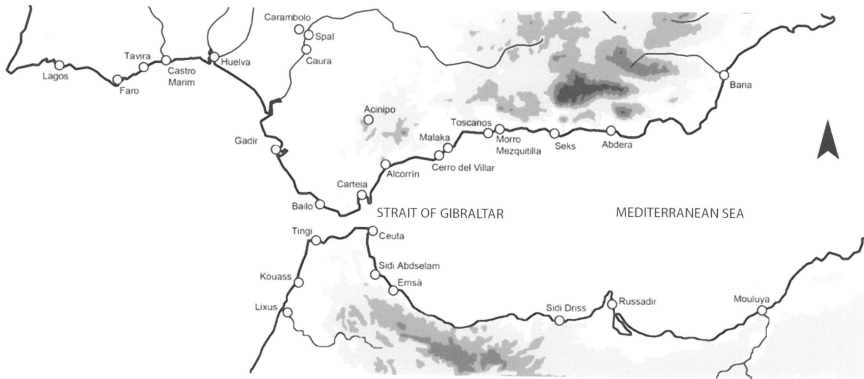 Carambolo
Spal
Caura
Tavira
Lagos
Faro
Castro
Marim
Huelva
Baria
Acinipo
Gadir
Toscanos
Malaka
Morro
Mezquitilla
Seks
Abdera
Cerro del Villar
Alcorrín
Carteia
Bailo
STRAIT OF GIBRALTAR
MEDITERRANEAN SEA
Tingi
Ceuta
Sidi Abdselam
Kouass
Emsà
Lixus
Sidi Driss
Russadir
Mouluya